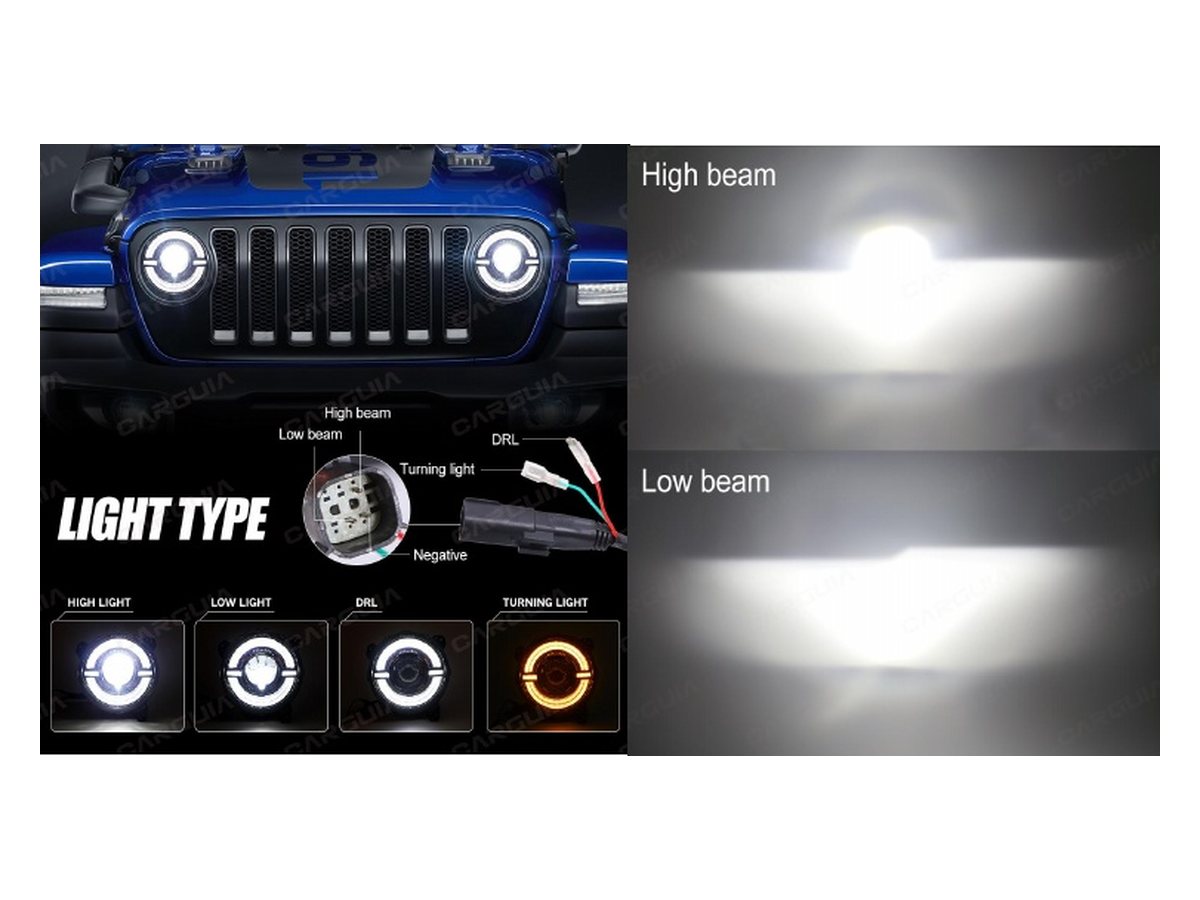 High beam
Low beam
High beam
Low beam
DRL
Turning light
LIGHT TYPE
Negative
HIGH LIGHT
LOW LIGHT
DRL
TURNING LIGHT
CARGUIA